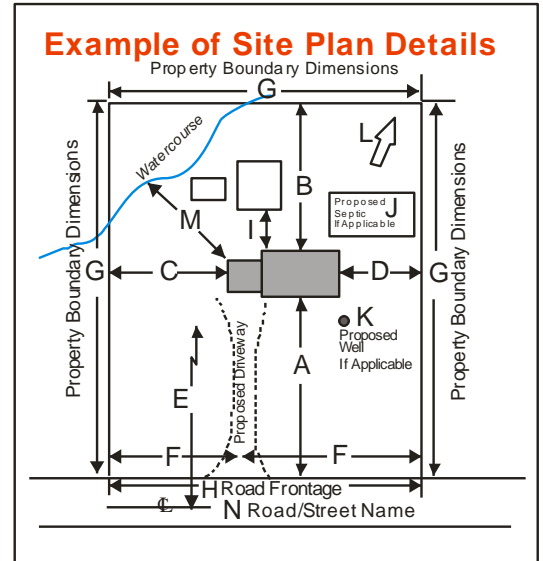 Example of Site Plan Details
Property Boundary Dimensions
G
Watercourse
L
B
Property Boundary Dimensions
Proposed
Septic J
If Applicable
M
I
G
C
D
G
Property Boundary Dimensions
K
Proposed
Well
If Applicable
A
E
Proposed Driveway
F
F
H Road Frontage
℄
N Road/Street Name